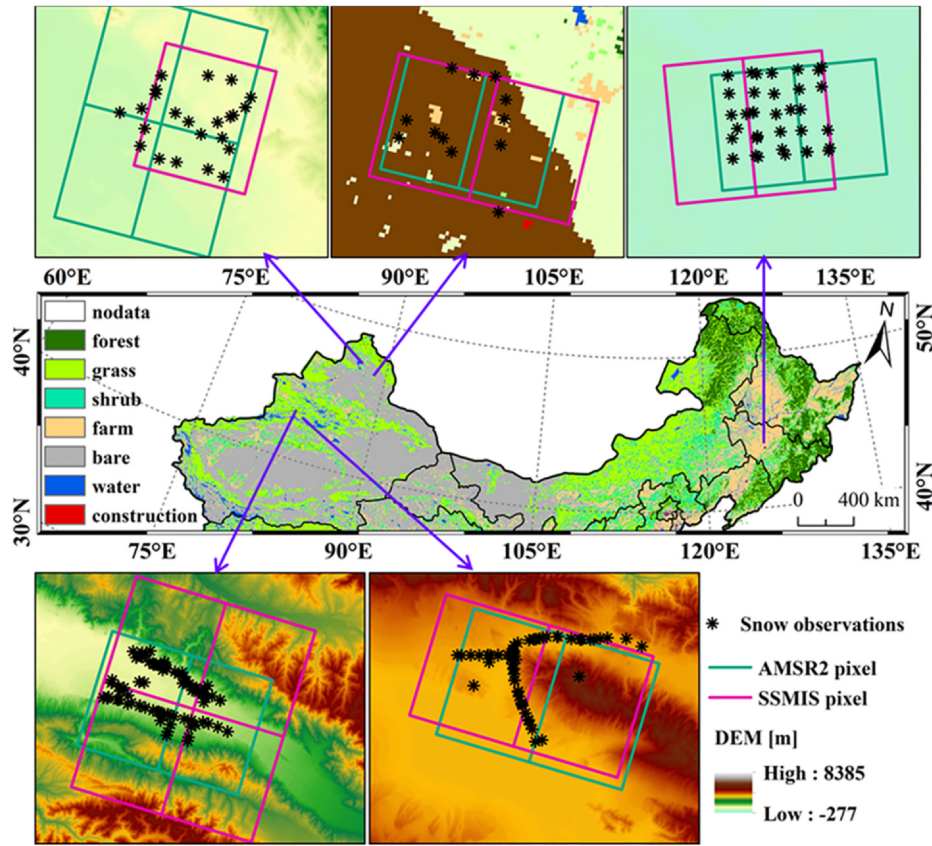 60°E 75°E 90°E 105°E 120°E 135°E
40°N
30°N
50°N
40°N
nodata
forest
grass
shrub
farm
bare
water
construction
N
0 400 km
75°E 90°E 105°E 120°E 135°E
Snow observations
AMSR2 pixel
SSMIS pixel
DEM [m]
High : 8385
Low : -277